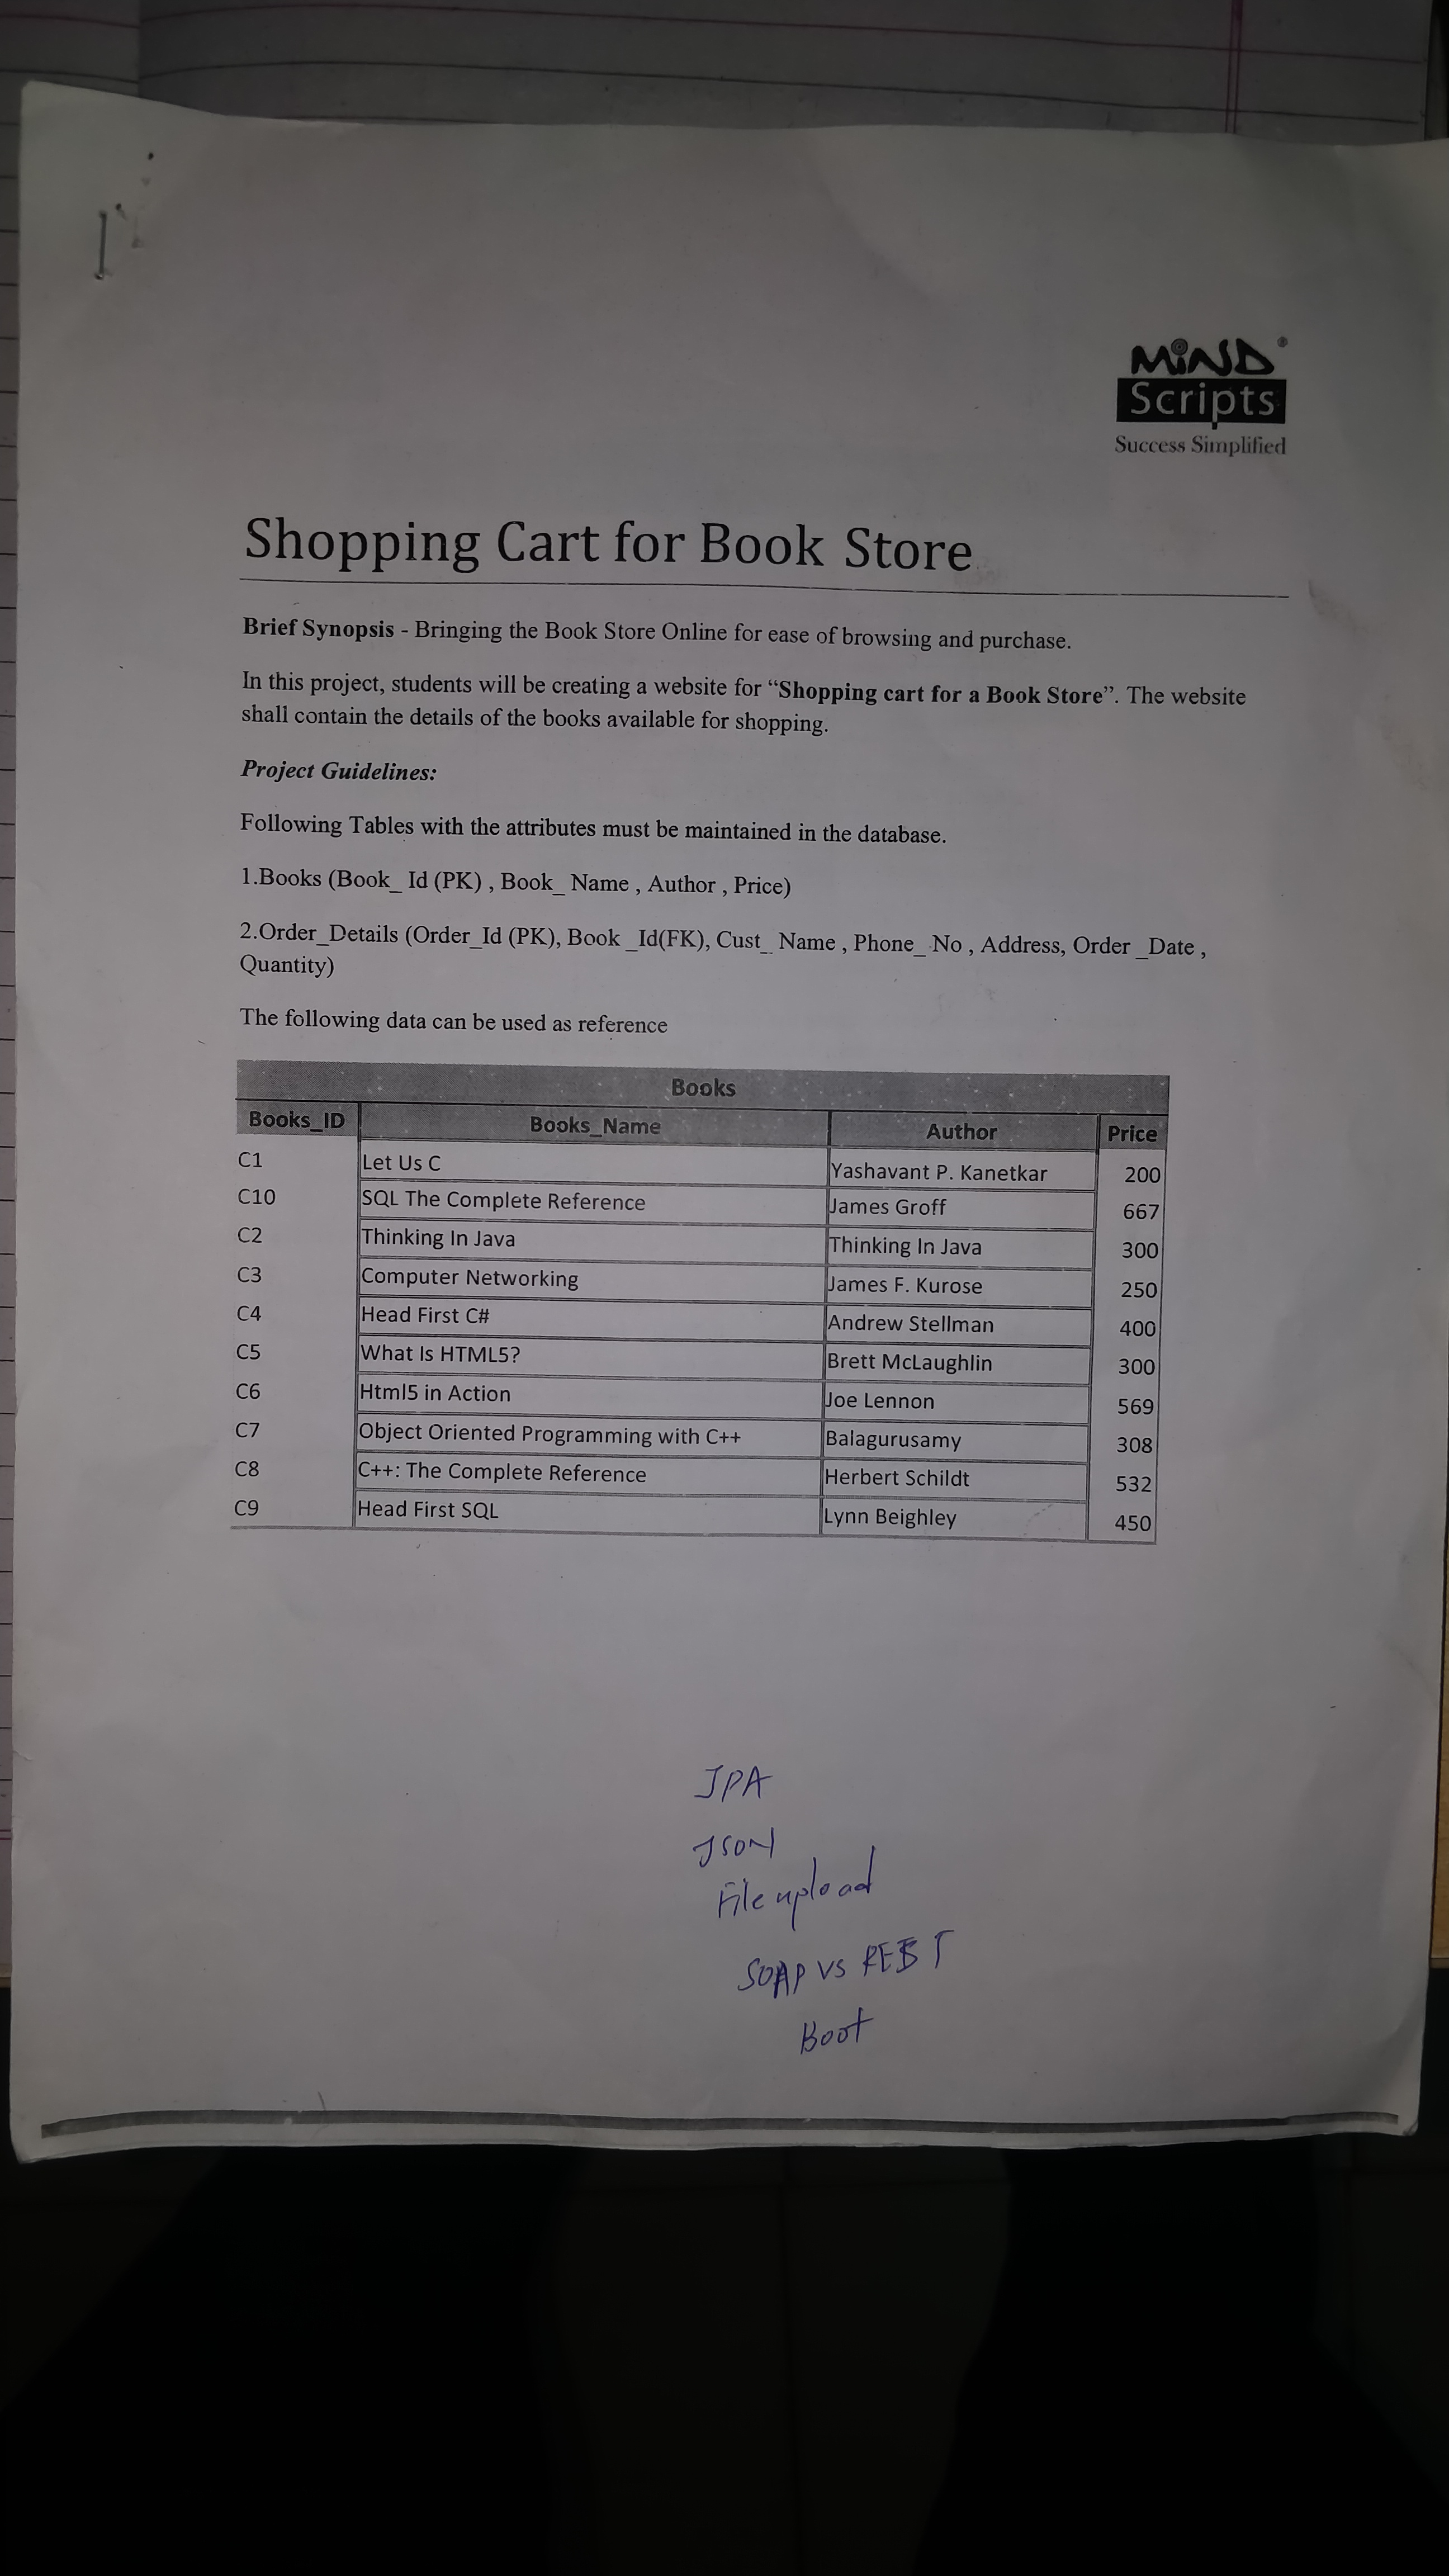 MiND
Scripts
Success Simplified
Shopping Cart for Book Store
Brief Synopsis - Bringing the Book Store Online for ease of browsing and purchase.
In this project, students will be creating a website for “Shopping cart for a Book Store”. The website
shall contain the details of the books available for shopping.
Project Guidelines:
Following Tables with the attributes must be maintained in the database.
1.Books (Book_ Id (PK) , Book_ Name , Author , Price)
2.Order_Details (Order_Id (PK), Book _Id(FK), Cust_ Name , Phone_ No , Address, Order _Date ,
Quantity)
The following data can be used as reference
Books
Books_ID Books_Name Author Price
C1 Let Us C Yashavant P. Kanetkar 200
C10 SQL The Complete Reference James Groff 667
C2 Thinking In Java Thinking In Java 300
C3 Computer Networking James F. Kurose 250
C4 Head First C# Andrew Stellman 400
C5 What Is HTML5? Brett McLaughlin 300
C6 Html5 in Action Joe Lennon 569
C7 Object Oriented Programming with C++ Balagurusamy 308
C8 C++: The Complete Reference Herbert Schildt 532
C9 Head First SQL Lynn Beighley 450
JPA
JSON
File upload
SOAP vs REST
Boot